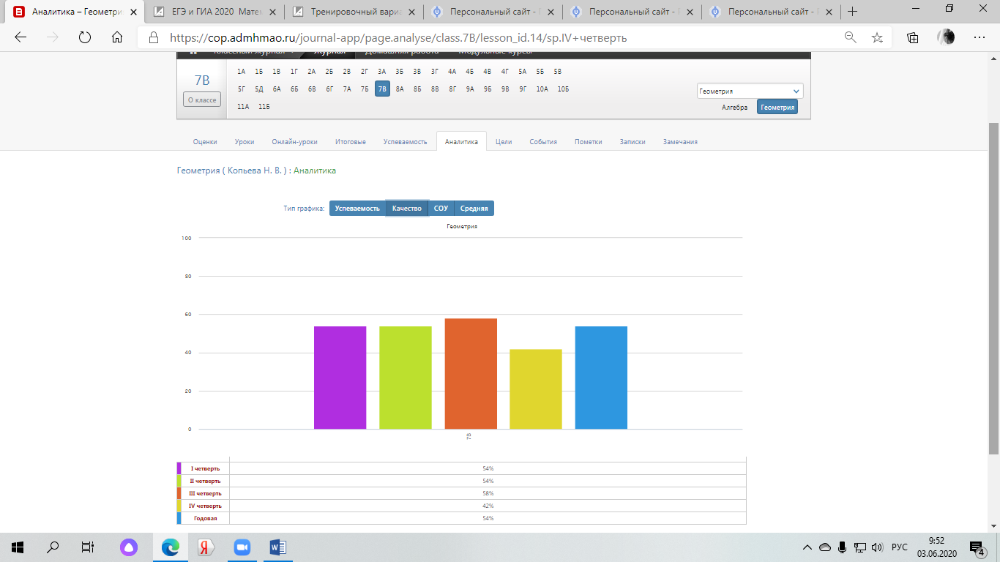 Аналитика – Геометри
ЕГЭ и ГИА 2020 Матем
Тренировочный вариа
Персональный сайт -
Персональный сайт -
Персональный сайт -
https://cop.admhmao.ru/journal-app/page.analyse/class.7В/lesson_id.14/sp.IV+четверть
Классный журнал Журнал Домашняя работа Модульные курсы
7В
О классе
1А 1Б 1В 1Г 2А 2Б 2В 2Г 3А 3Б 3В 3Г 4А 4Б 4В 4Г 5А 5Б 5В
5Г 5Д 6А 6Б 6В 6Г 7А 7Б 7В 8А 8Б 8В 8Г 9А 9Б 9В 9Г 10А 10Б
11А 11Б
Геометрия
Алгебра Геометрия
Оценки Уроки Онлайн-уроки Итоговые Успеваемость Аналитика Цели События Пометки Записки Замечания
Геометрия ( Копьева Н. В. ) : Аналитика
Тип графика: Успеваемость Качество СОУ Средняя
Геометрия
100
80
60
40
20
0
7В
I четверть 54%
II четверть 54%
III четверть 58%
IV четверть 42%
Годовая 54%
РУС
9:52
03.06.2020
4